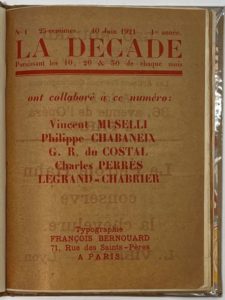 N° 1 25 centimes 10 Juin 1921 1re année.
LA DECADE
Paraissant les 10, 20 & 30 de chaque mois
ont collaboré à ce numéro:
Vincent MUSELLI
Philippe CHABANEIX
G. R. du COSTAL
Charles PERRES
LEGRAND-CHABRIER
Typographie
FRANÇOIS BERNOUARD
71, Rue des Saints-Pères
A PARIS